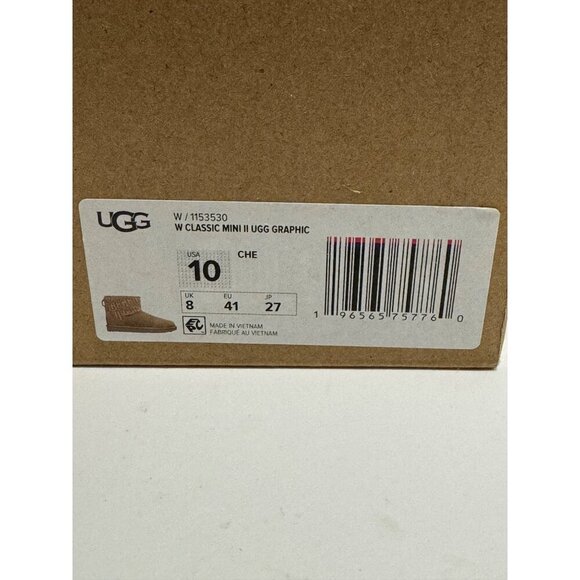 UGG
W / 1153530
W CLASSIC MINI II UGG GRAPHIC
USA
10
CHE
UK EU JP
8 41 27
MADE IN VIETNAM
FABRIQUÉ AU VIETNAM
1 96565 75776 0